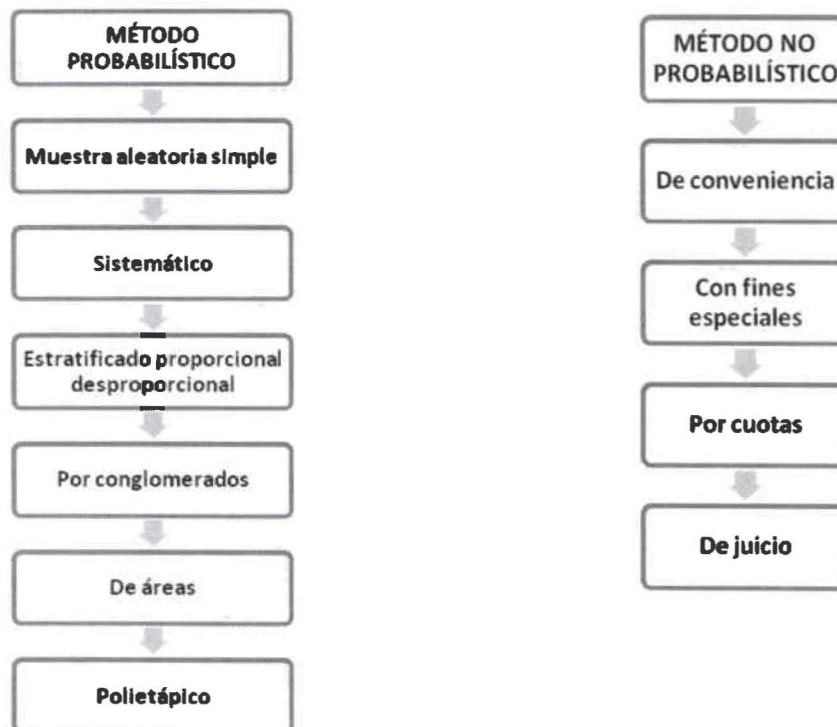 MÉTODO
PROBABILÍSTICO
Muestra aleatoria simple
Sistemático
Estratificado proporcional
desproporcional
Por conglomerados
De áreas
Polietápico
MÉTODO NO
PROBABILÍSTICO
De conveniencia
Con fines
especiales
Por cuotas
De juicio